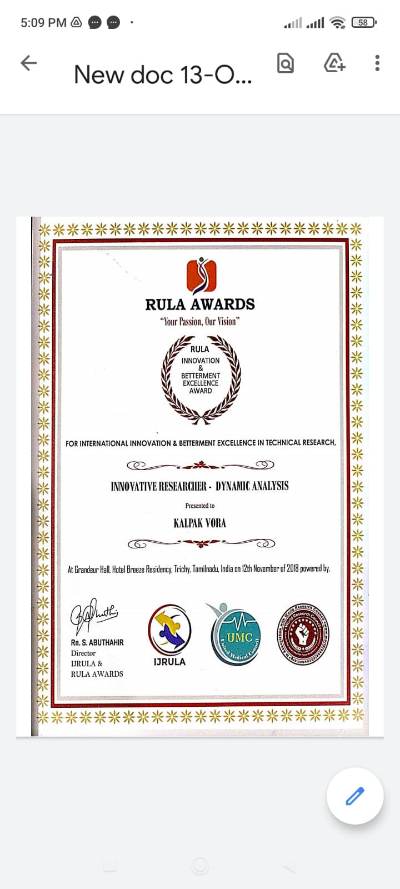 5:09 PM
58
New doc 13-O...
RULA AWARDS
"Your Passion, Our Vision"
RULA
INNOVATION
&
BETTERMENT
EXCELLENCE
AWARD
FOR INTERNATIONAL INNOVATION & BETTERMENT EXCELLENCE IN TECHNICAL RESEARCH,
INNOVATIVE RESEARCHER - DYNAMIC ANALYSIS
Presented to
KALPAK VORA
At Grandeur Hall, Hotel Breeze Residency, Trichy, Tamilnadu, India on 12th November of 2018 powered by,
Rn. S. ABUTHAHIR
Director
IJRULA &
RULA AWARDS
IJRULA
UMC